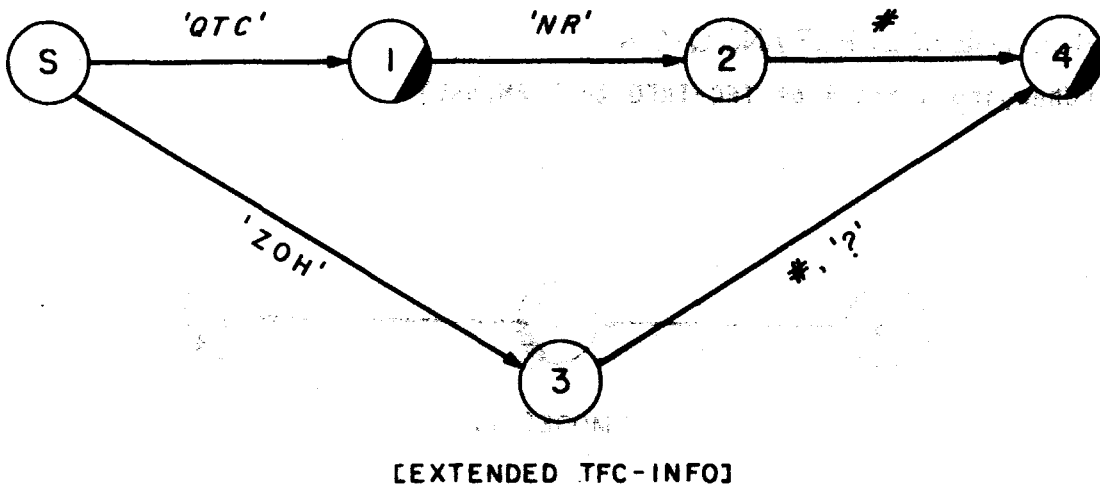 'QTC' 'NR' #
S 1 2 4
'ZOH' #, '?'
3
[EXTENDED TFC-INFO]